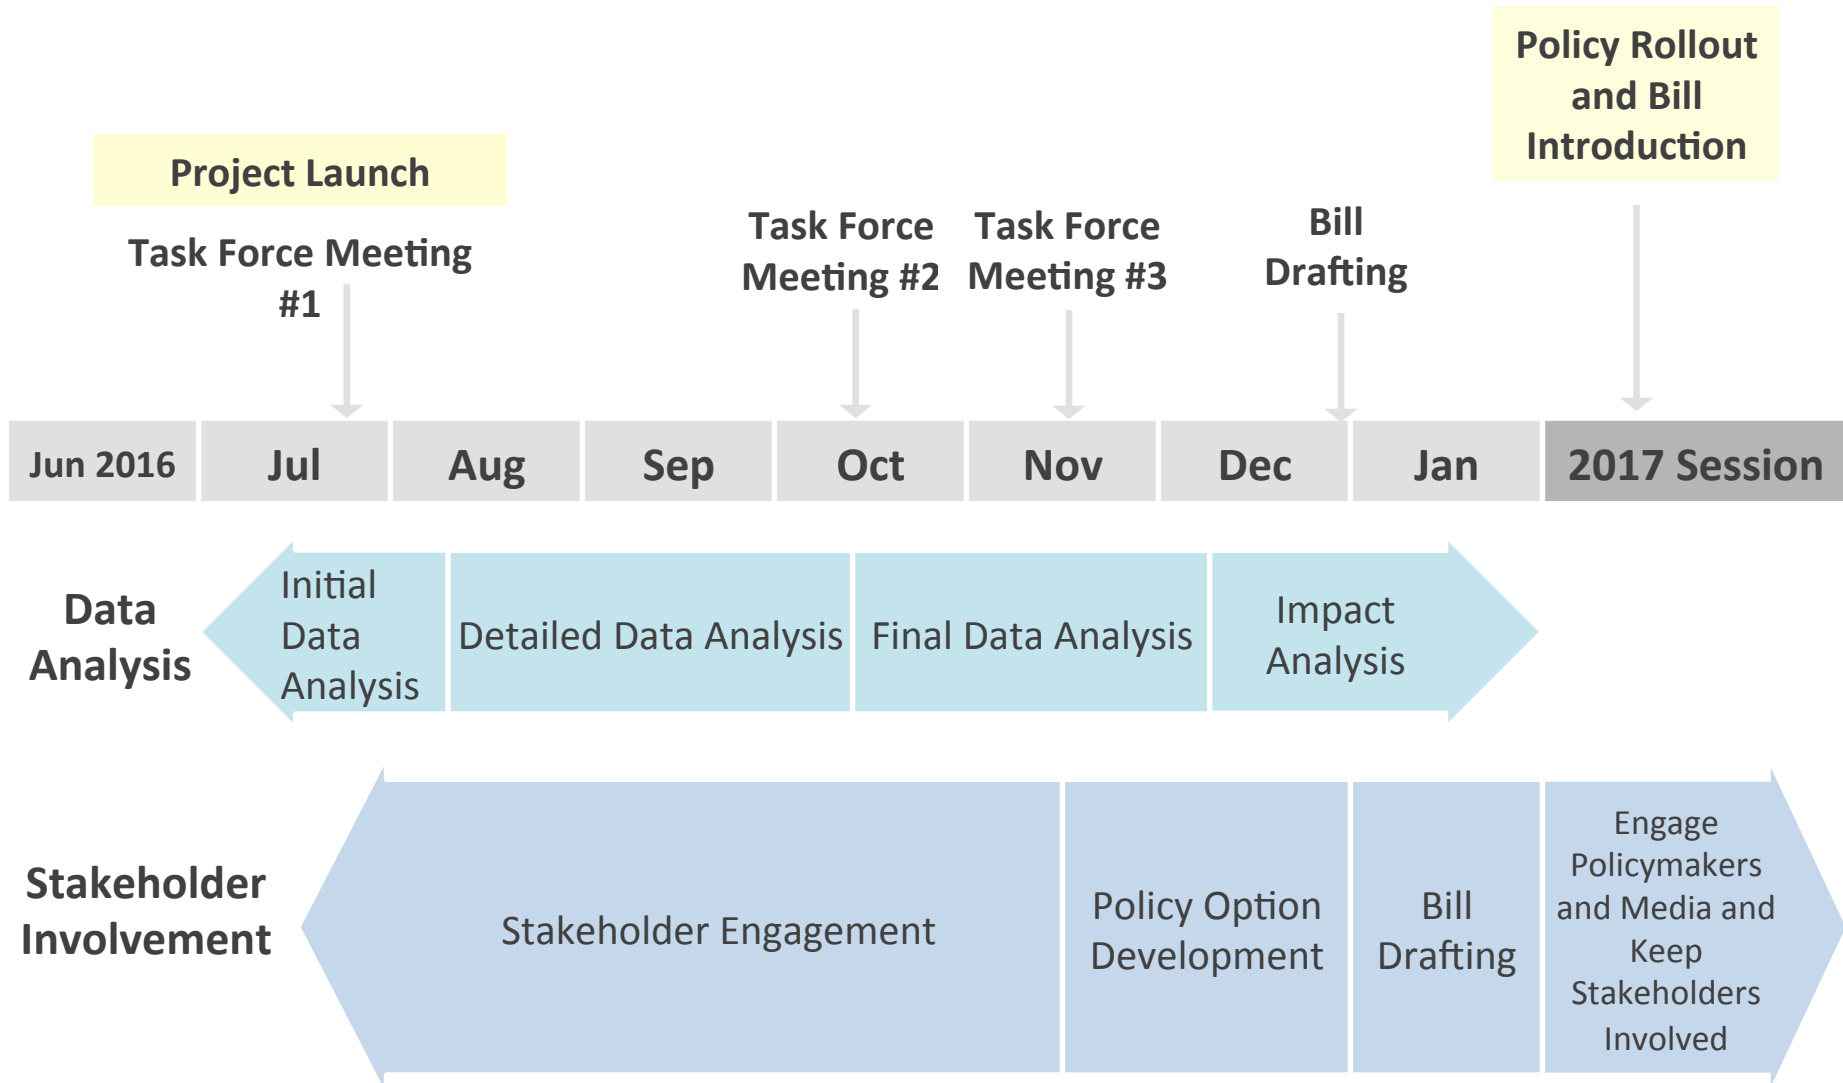 Policy Rollout
and Bill
Introduction
Project Launch
Task Force Meeting
#1
Task Force
Meeting #2
Task Force
Meeting #3
Bill
Drafting
Jun 2016
Jul
Aug
Sep
Oct
Nov
Dec
Jan
2017 Session
Data
Analysis
Initial
Data
Analysis
Detailed Data Analysis
Final Data Analysis
Impact
Analysis
Stakeholder
Involvement
Stakeholder Engagement
Policy Option
Development
Bill
Drafting
Engage
Policymakers
and Media and
Keep
Stakeholders
Involved